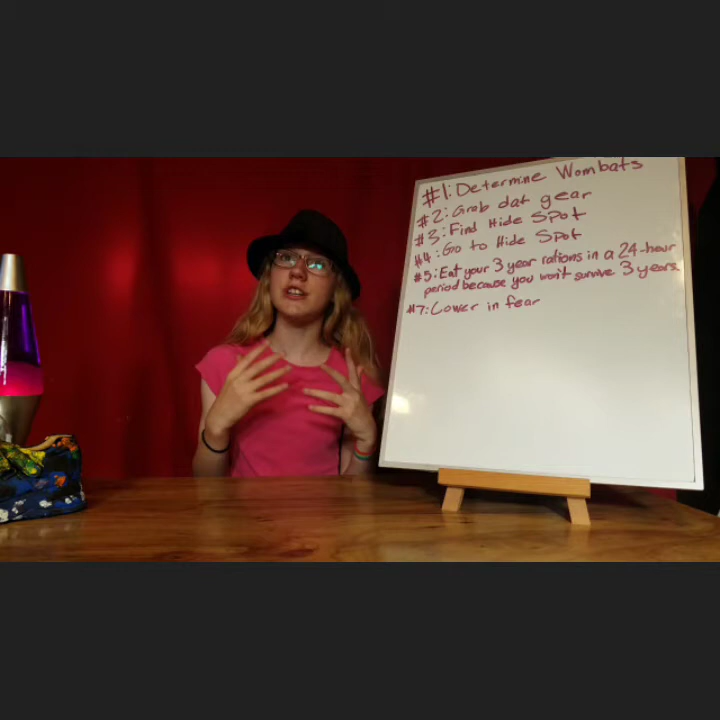 #1: Determine Wombats
#2: Grab dat gear
#3: Find Hide Spot
#4: Go to Hide Spot
#5: Eat your 3 year rations in a 24-hour
period because you won't survive 3 years
#7: Cower in fear